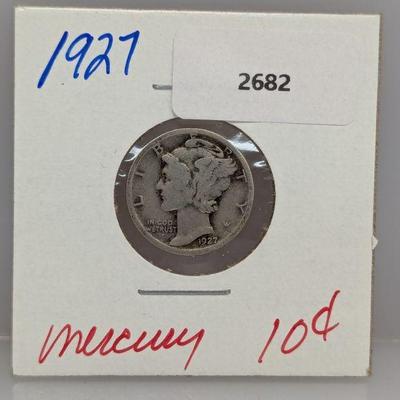 1927
2682
LIBERTY
IN GOD
WE TRUST
1927
Mercury 10¢